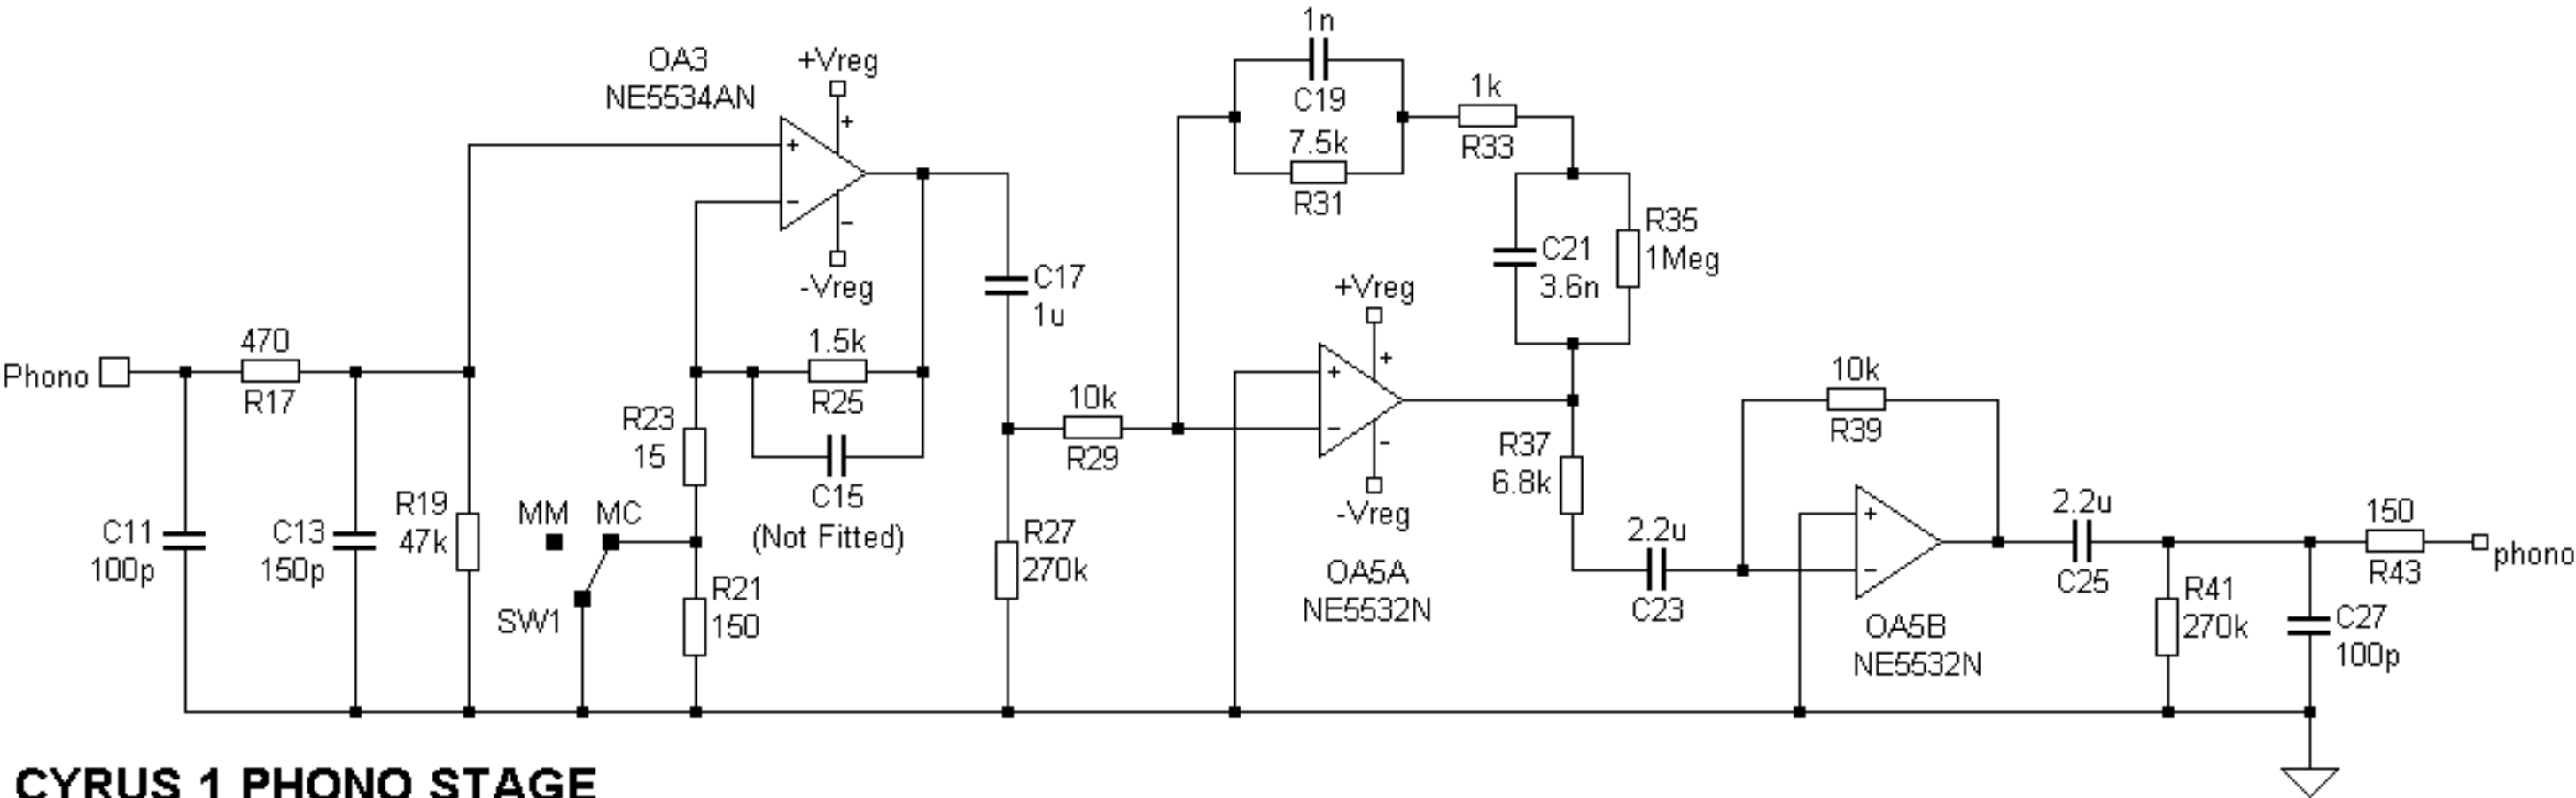 1n
C19
7.5k
R31
1k
R33
OA3
NE5534AN
+Vreg
+
+
−
−
-Vreg
R35
1Meg
C21
3.6n
C17
1u
+Vreg
+
+
−
−
-Vreg
OA5A
NE5532N
Phono
470
R17
1.5k
R25
C15
(Not Fitted)
R23
15
10k
R29
10k
R39
R37
6.8k
C11
100p
C13
150p
R19
47k
MM
MC
SW1
R21
150
R27
270k
2.2u
C23
+
−
OA5B
NE5532N
2.2u
C25
R41
270k
C27
100p
150
R43
phono
CYRUS 1 PHONO STAGE